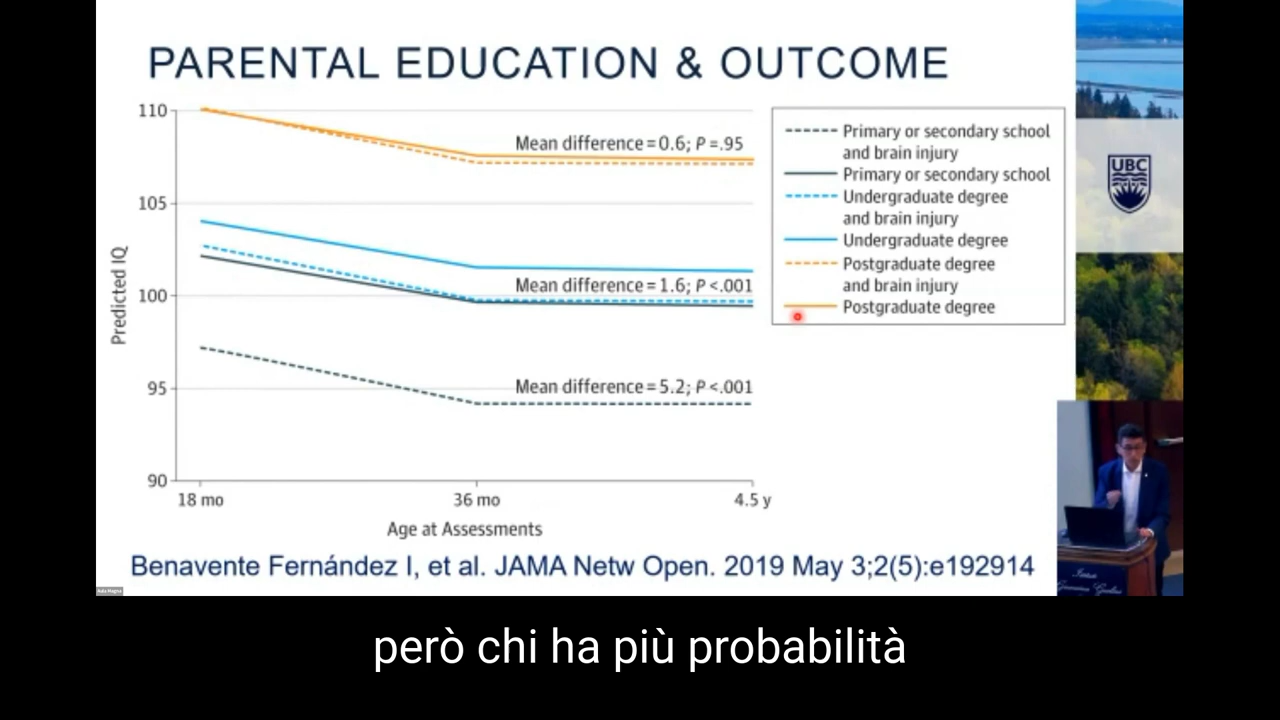 PARENTAL EDUCATION & OUTCOME
110
105
100
95
90
Predicted IQ
Mean difference = 0.6; P = .95
Mean difference = 1.6; P < .001
Mean difference = 5.2; P < .001
18 mo
36 mo
4.5 y
Age at Assessments
Primary or secondary school
and brain injury
Primary or secondary school
Undergraduate degree
and brain injury
Undergraduate degree
Postgraduate degree
and brain injury
Postgraduate degree
UBC
Benavente Fernández I, et al. JAMA Netw Open. 2019 May 3;2(5):e192914
Aula Magna
però chi ha più probabilità